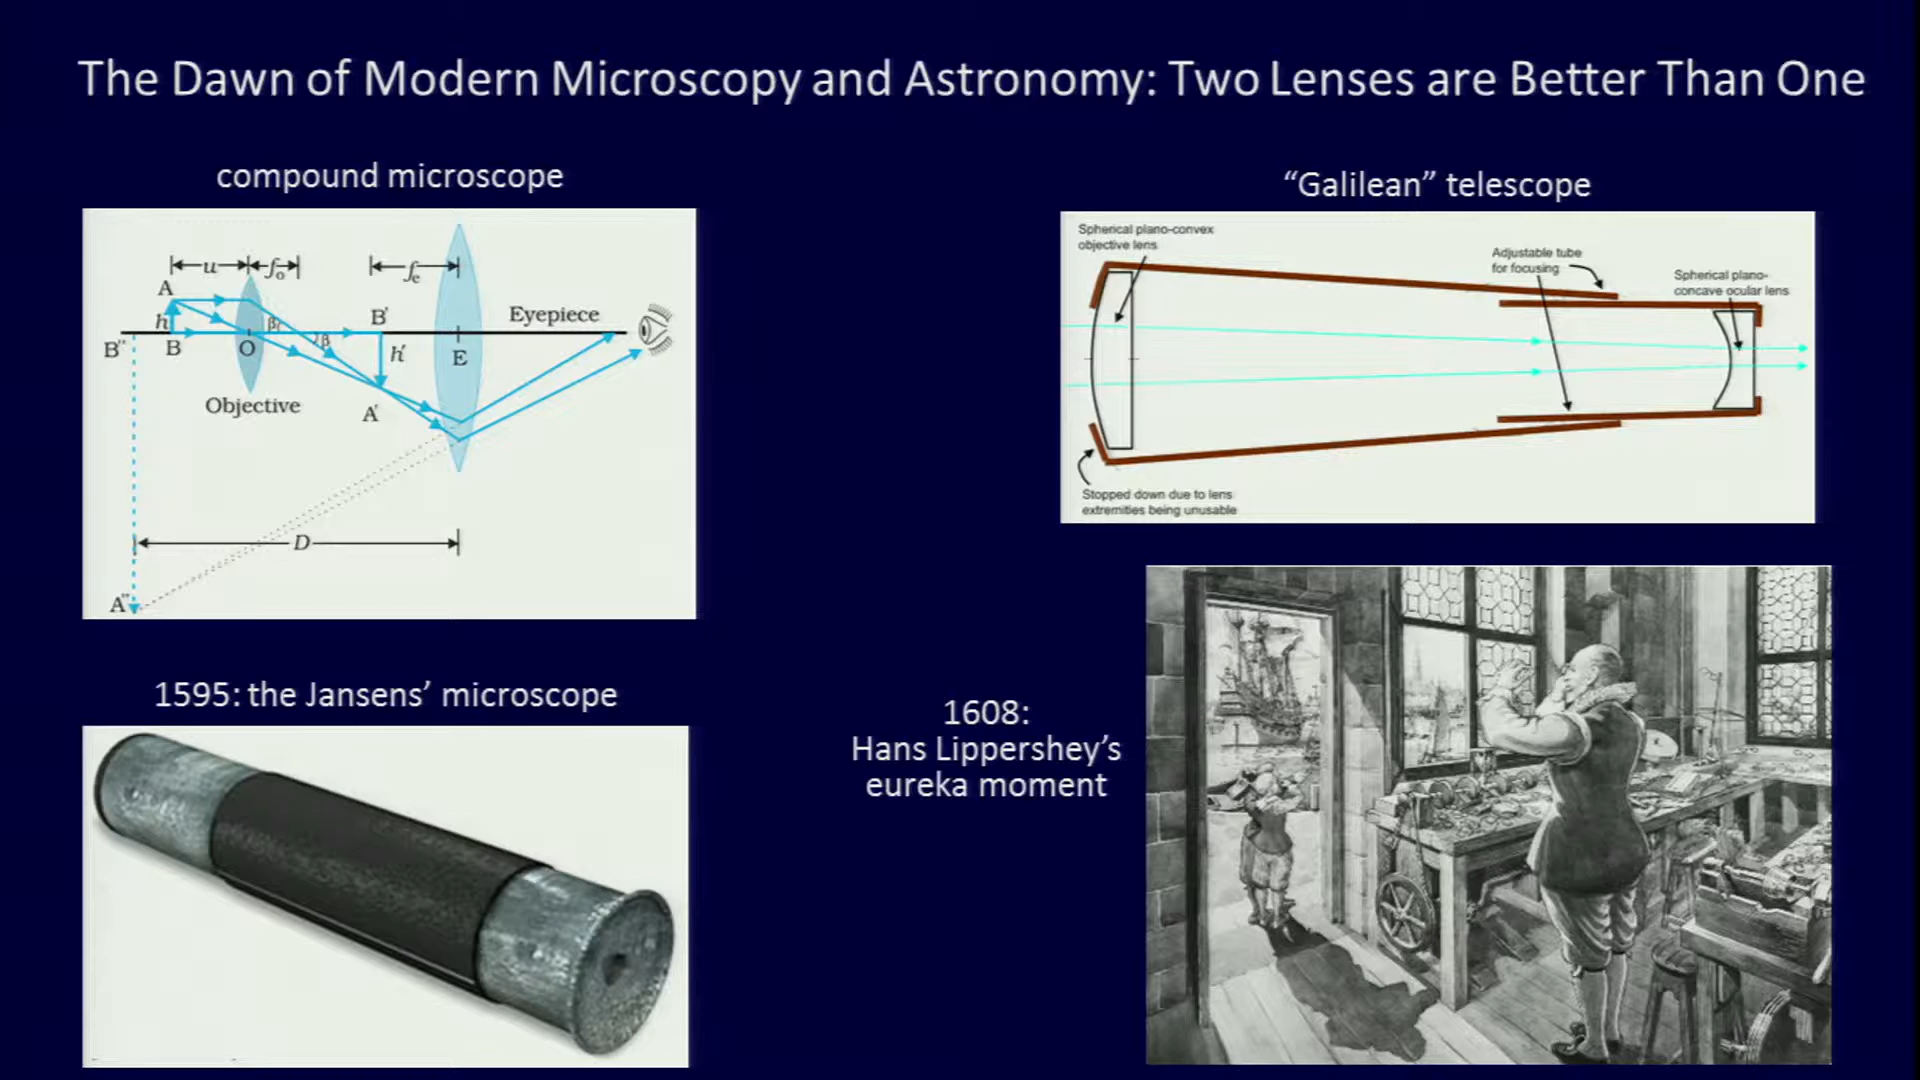 The Dawn of Modern Microscopy and Astronomy: Two Lenses are Better Than One
compound microscope
u
fo
fe
A
h
B"
B
O
β
β
B'
h'
A'
E
Eyepiece
Objective
D
A"
"Galilean" telescope
Spherical plano-convex
objective lens
Adjustable tube
for focusing
Spherical plano-
concave ocular lens
Stopped down due to lens
extremities being unusable
1595: the Jansens' microscope
1608:
Hans Lippershey's
eureka moment